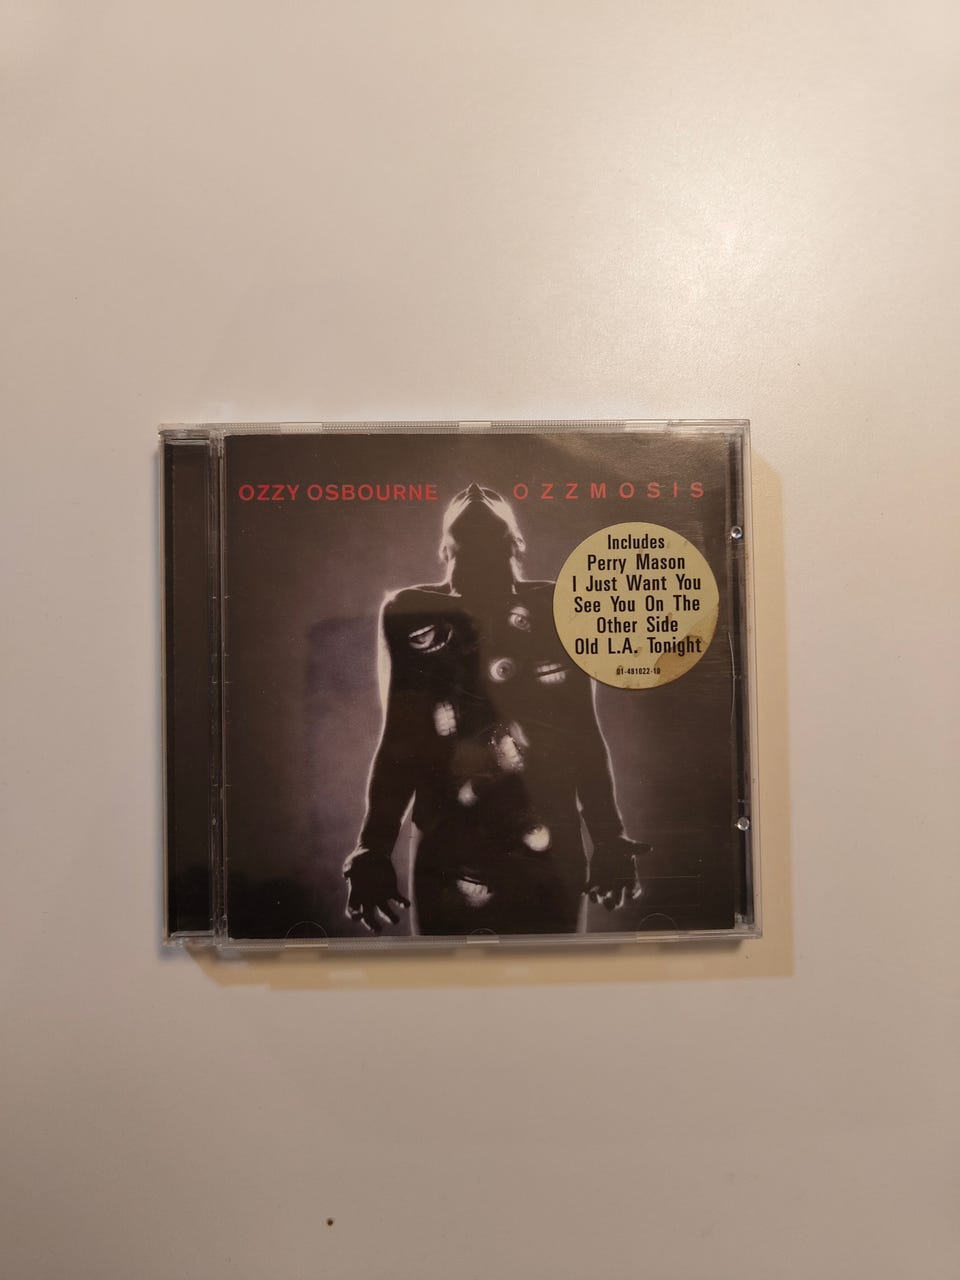 OZZY OSBOURNE OZZMOSIS
Includes
Perry Mason
I Just Want You
See You On The
Other Side
Old L.A. Tonight
01-481022-10